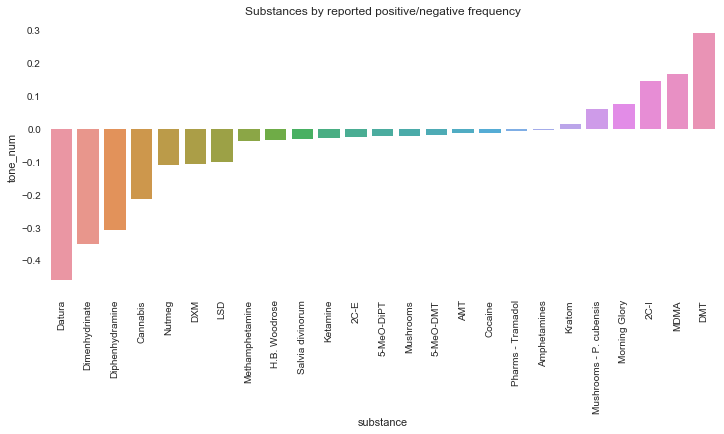 Substances by reported positive/negative frequency
0.3
0.2
0.1
0.0
−0.1
−0.2
−0.3
−0.4
tone_num
Datura
Dimenhydrinate
Diphenhydramine
Cannabis
Nutmeg
DXM
LSD
Methamphetamine
H.B. Woodrose
Salvia divinorum
Ketamine
2C-E
5-MeO-DiPT
Mushrooms
5-MeO-DMT
AMT
Cocaine
Pharms - Tramadol
Amphetamines
Kratom
Mushrooms - P. cubensis
Morning Glory
2C-I
MDMA
DMT
substance